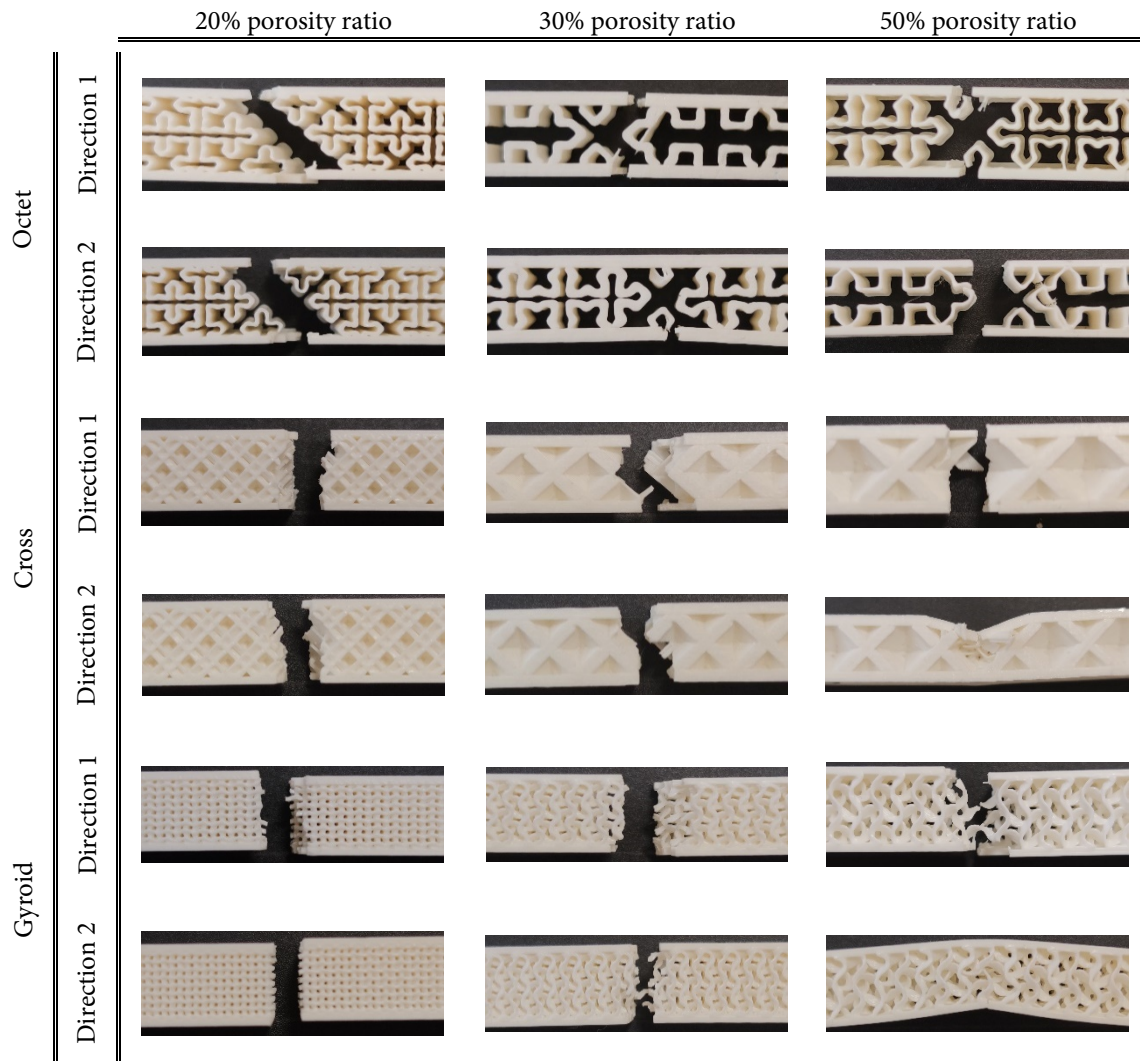 20% porosity ratio
30% porosity ratio
50% porosity ratio
Octet
Direction 1
Direction 2
Cross
Direction 1
Direction 2
Gyroid
Direction 1
Direction 2